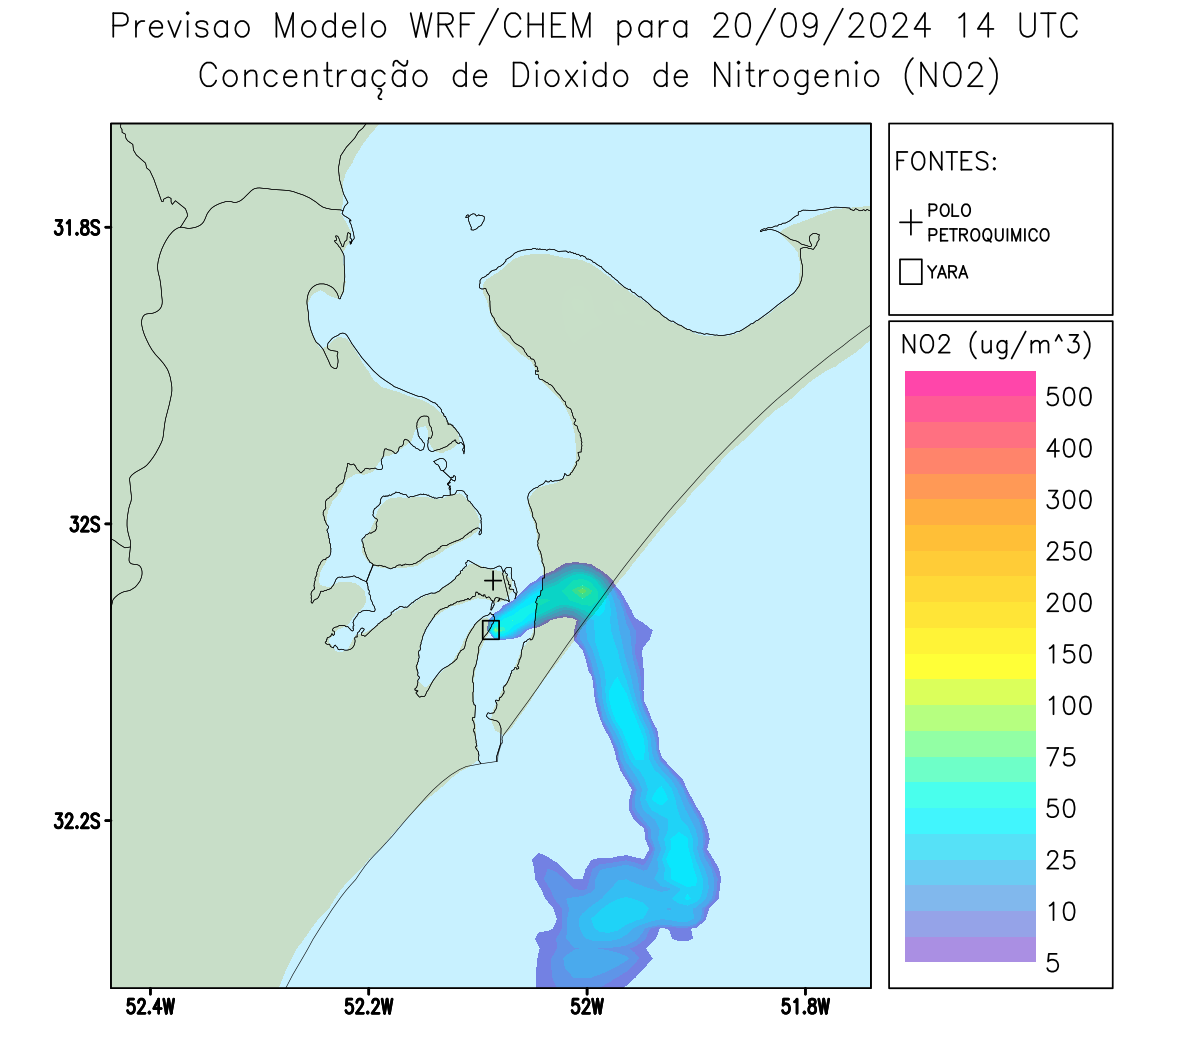 Previsao Modelo WRF/CHEM para 20/09/2024 14 UTC
Concentração de Dioxido de Nitrogenio (NO2)
FONTES:
POLO
PETROQUIMICO
YARA
NO2 (ug/m^3)
500
400
300
250
200
150
100
75
50
25
10
5
31.8S
32S
32.2S
52.4W
52.2W
52W
51.8W